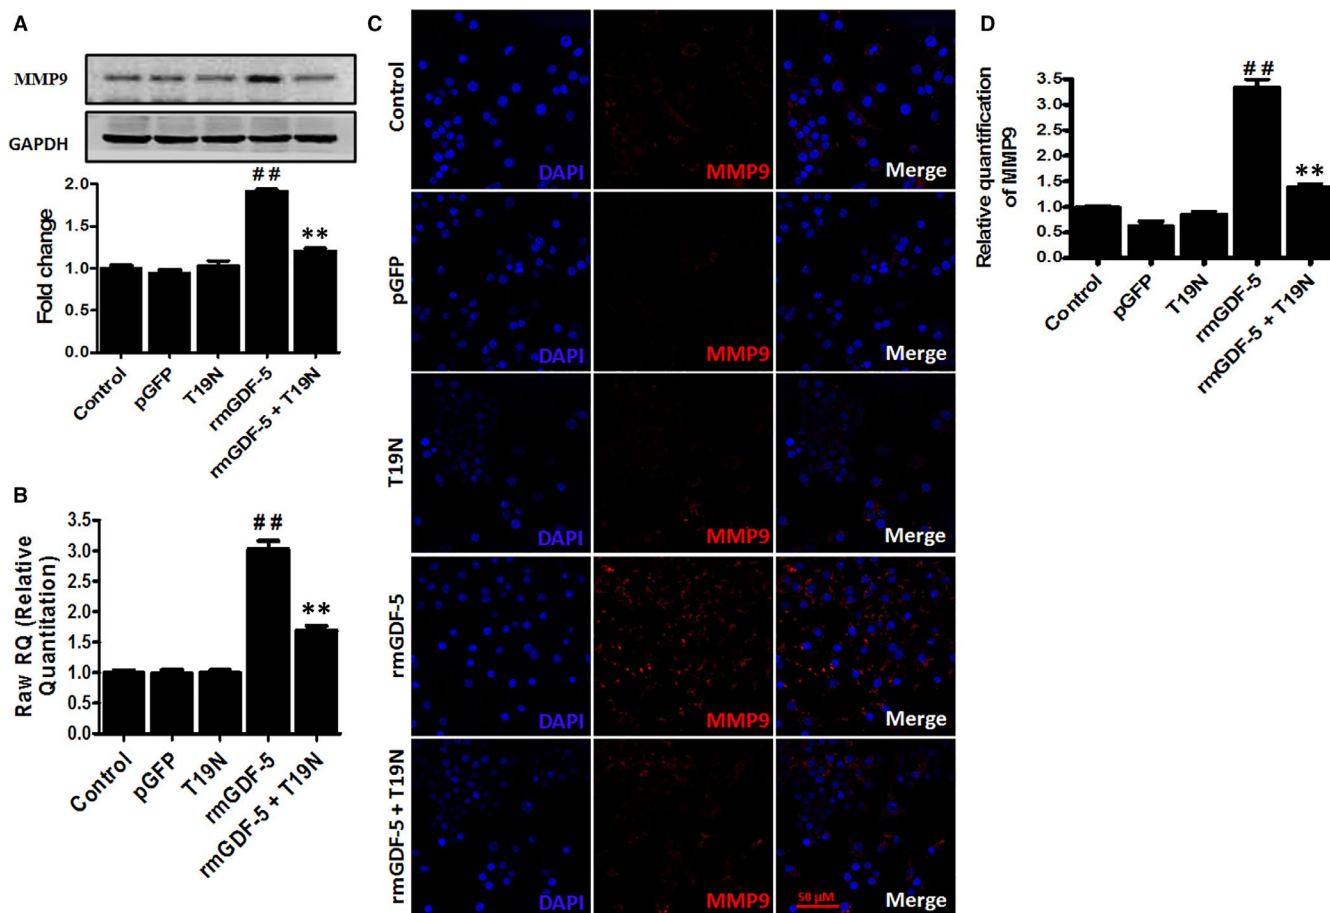 A
MMP9
GAPDH
Fold change
2.0
1.5
1.0
0.5
0.0
##
**
Control
pGFP
T19N
rmGDF-5
rmGDF-5 + T19N
B
Raw RQ (Relative
Quantitation)
3.5
3.0
2.5
2.0
1.5
1.0
0.5
0.0
##
**
Control
pGFP
T19N
rmGDF-5
rmGDF-5 + T19N
C
Control
DAPI
MMP9
Merge
pGFP
DAPI
MMP9
Merge
T19N
DAPI
MMP9
Merge
rmGDF-5
DAPI
MMP9
Merge
rmGDF-5 + T19N
DAPI
MMP9
50 µM
Merge
D
Relative quantification
of MMP9
3.5
3.0
2.5
2.0
1.5
1.0
0.5
0.0
##
**
Control
pGFP
T19N
rmGDF-5
rmGDF-5 + T19N